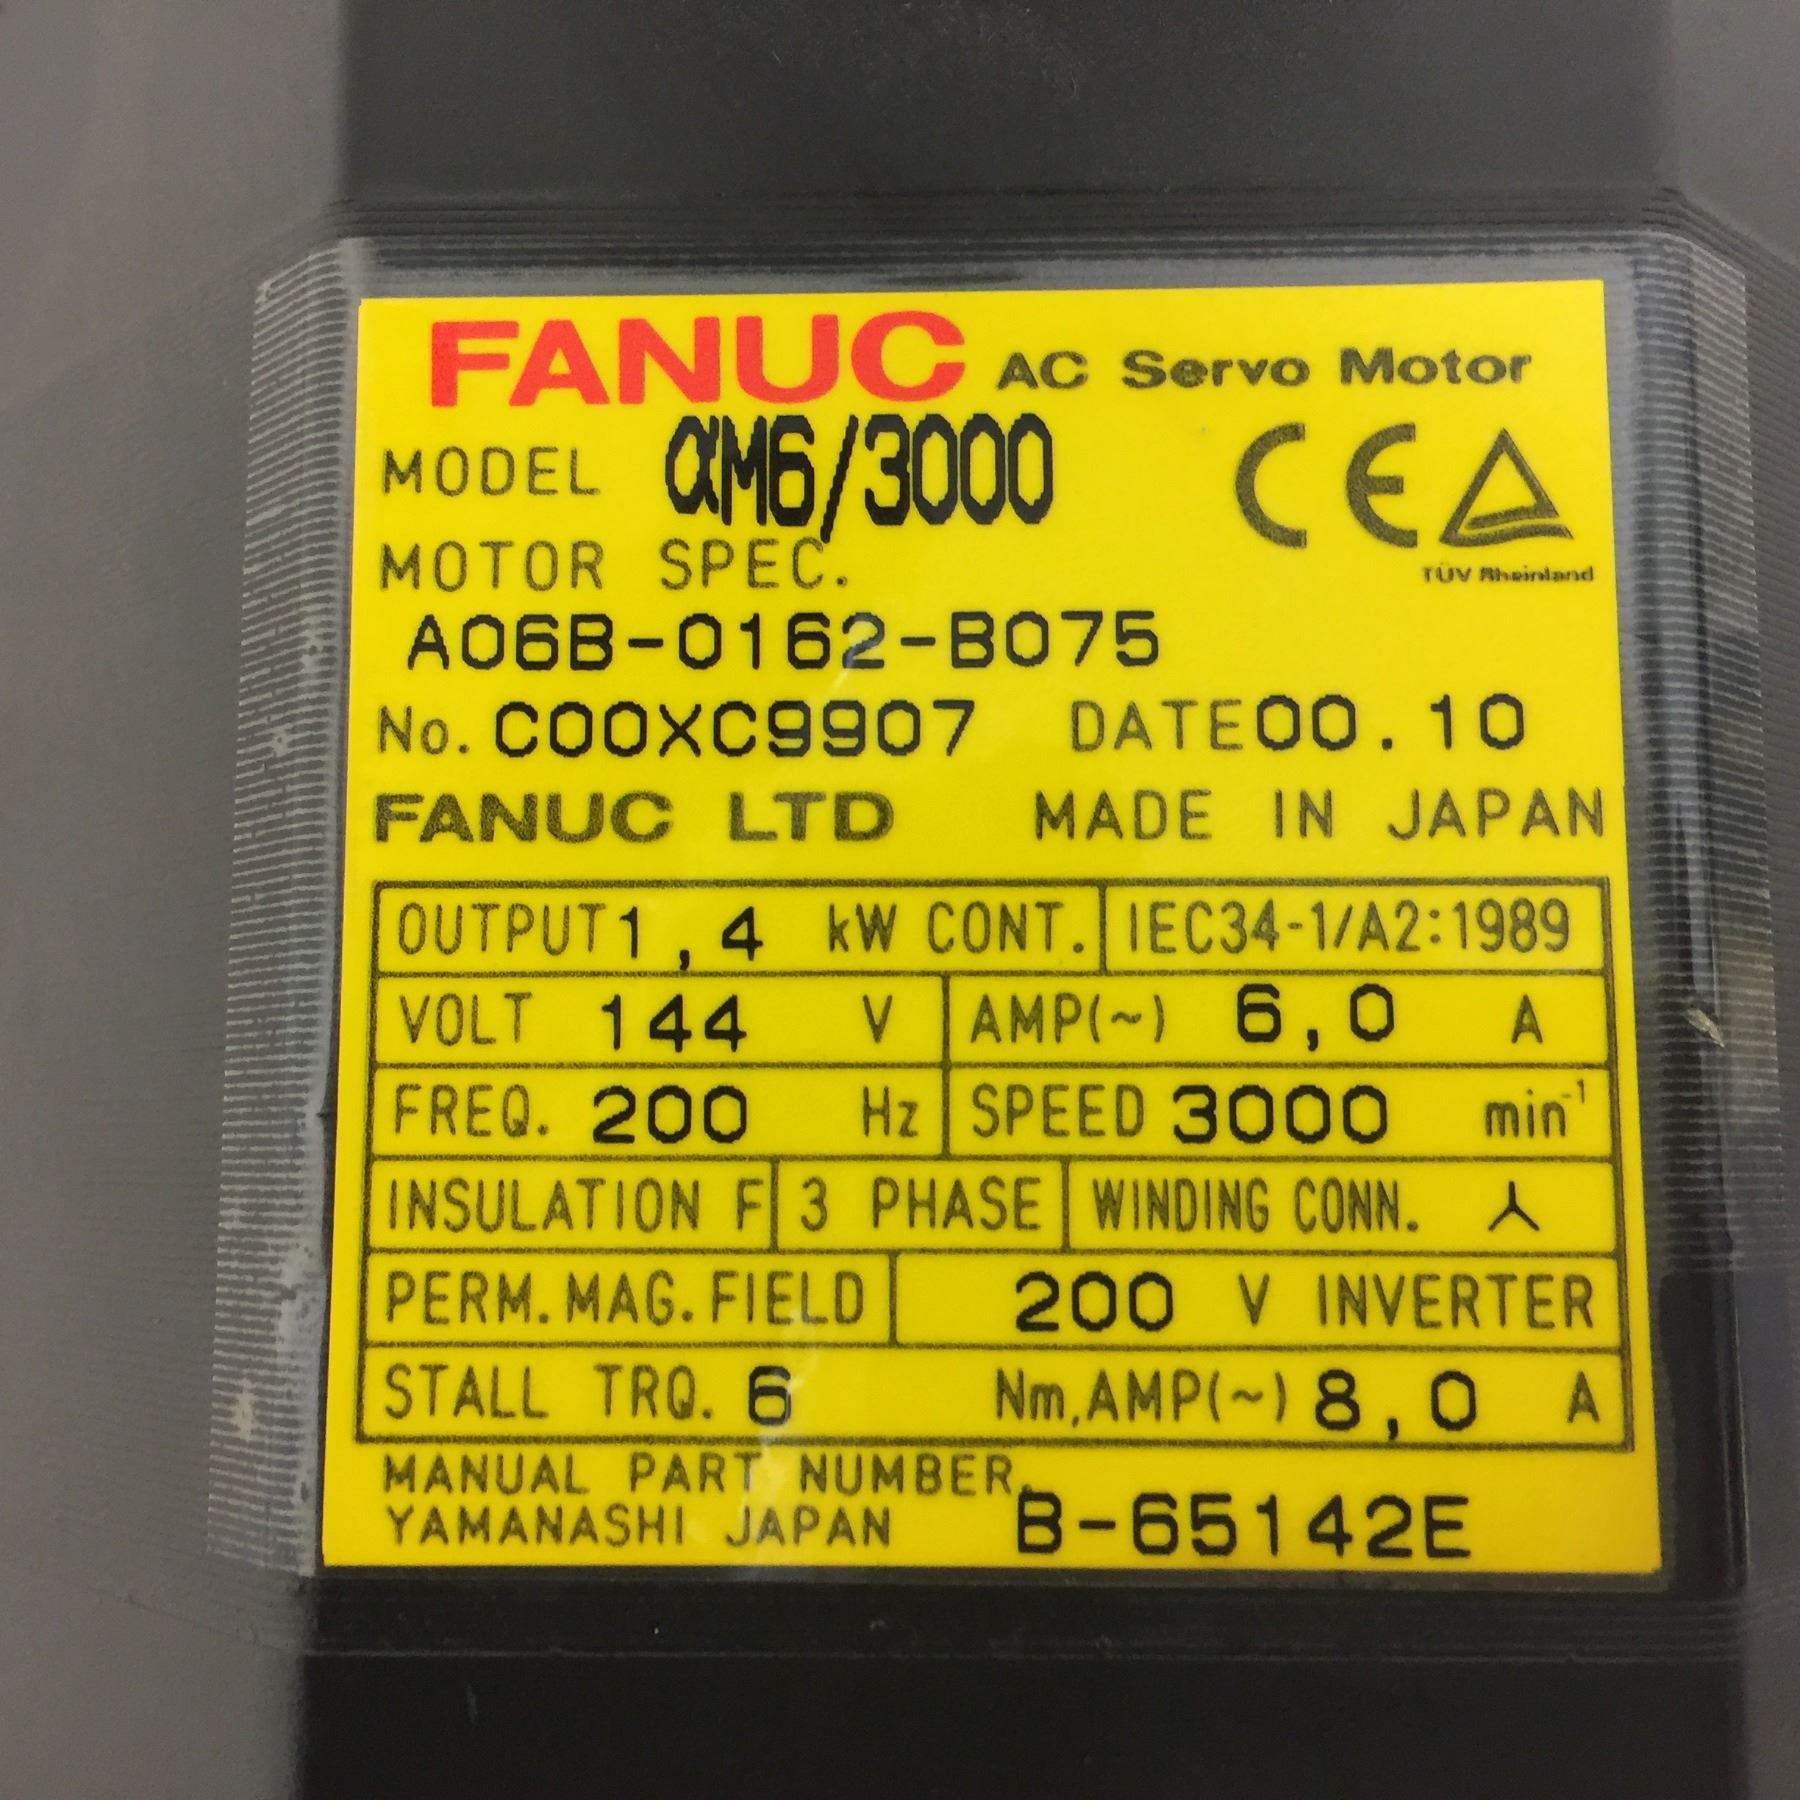 FANUC AC Servo Motor
MODEL αM6/3000
CE
TÜV Rheinland
MOTOR SPEC.
A06B-0162-B075
No. C00XC9907 DATE 00.10
FANUC LTD MADE IN JAPAN
OUTPUT 1,4 kW CONT. IEC34-1/A2:1989
VOLT 144 V AMP(~) 6,0 A
FREQ. 200 Hz SPEED 3000 min⁻¹
INSULATION F 3 PHASE WINDING CONN.
PERM. MAG. FIELD 200 V INVERTER
STALL TRQ. 6 Nm, AMP(~) 8,0 A
MANUAL PART NUMBER. B-65142E
YAMANASHI JAPAN